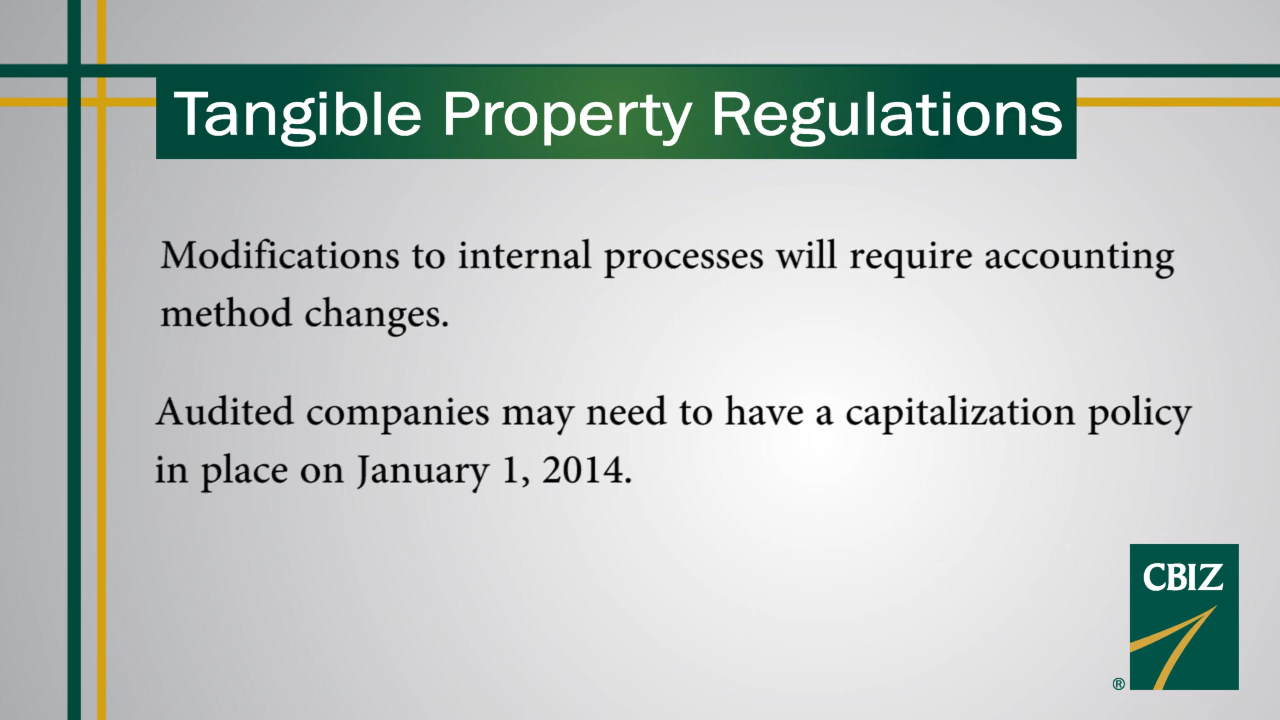 Tangible Property Regulations
Modifications to internal processes will require accounting
method changes.
Audited companies may need to have a capitalization policy
in place on January 1, 2014.
CBIZ
®